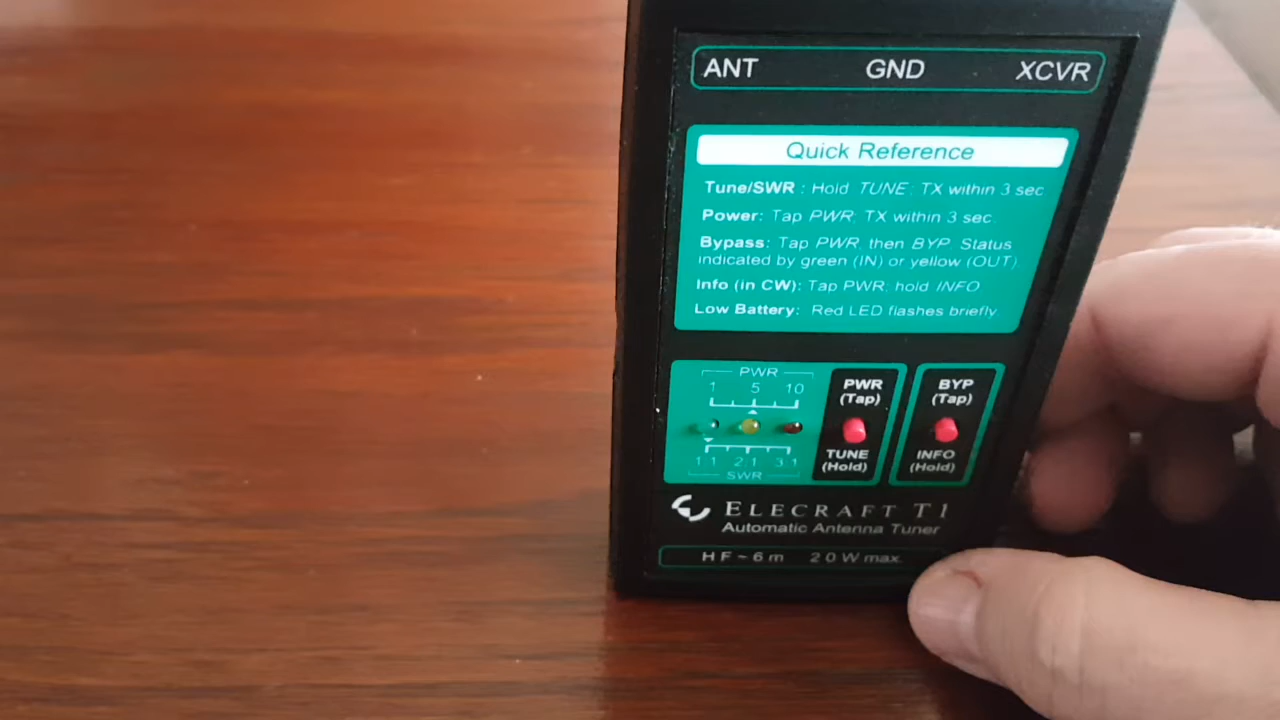 ANT GND XCVR
Quick Reference
Tune/SWR : Hold TUNE; TX within 3 sec
Power: Tap PWR; TX within 3 sec.
Bypass: Tap PWR, then BYP. Status
indicated by green (IN) or yellow (OUT)
Info (in CW): Tap PWR; hold INFO
Low Battery: Red LED flashes briefly
PWR
1 5 10
1:1 2:1 3:1
SWR
PWR
(Tap)
TUNE
(Hold)
BYP
(Tap)
INFO
(Hold)
ELECRAFT T1
Automatic Antenna Tuner
HF ~ 6 m 20 W max.